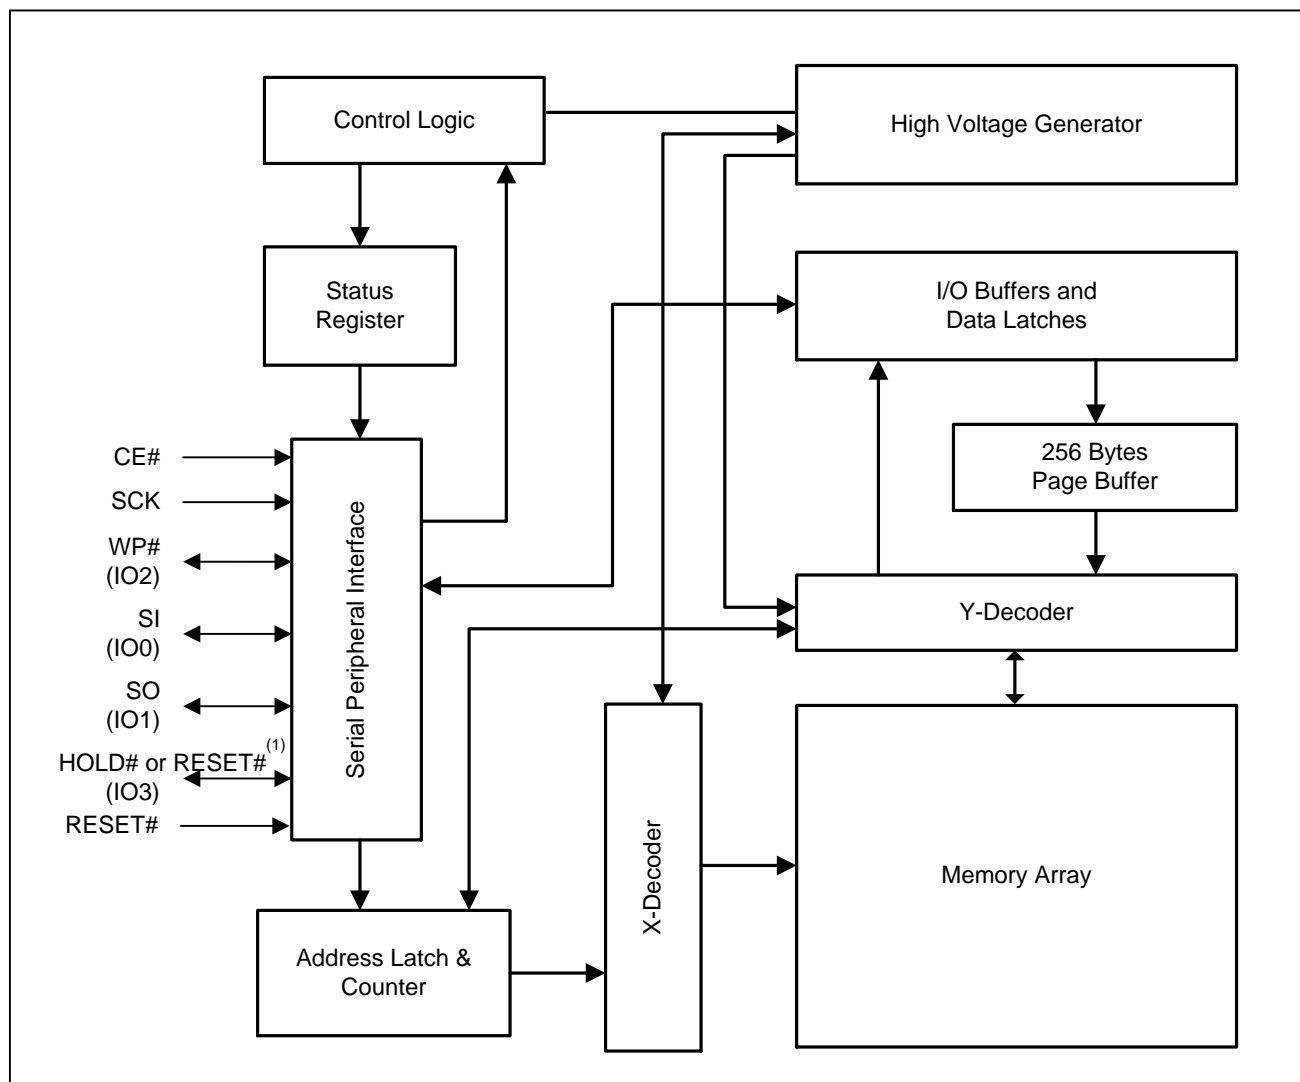 Control Logic
High Voltage Generator
Status
Register
I/O Buffers and
Data Latches
256 Bytes
Page Buffer
CE#
SCK
WP#
(IO2)
SI
(IO0)
SO
(IO1)
HOLD# or RESET#(1)
(IO3)
RESET#
Serial Peripheral Interface
Y-Decoder
X-Decoder
Memory Array
Address Latch &
Counter